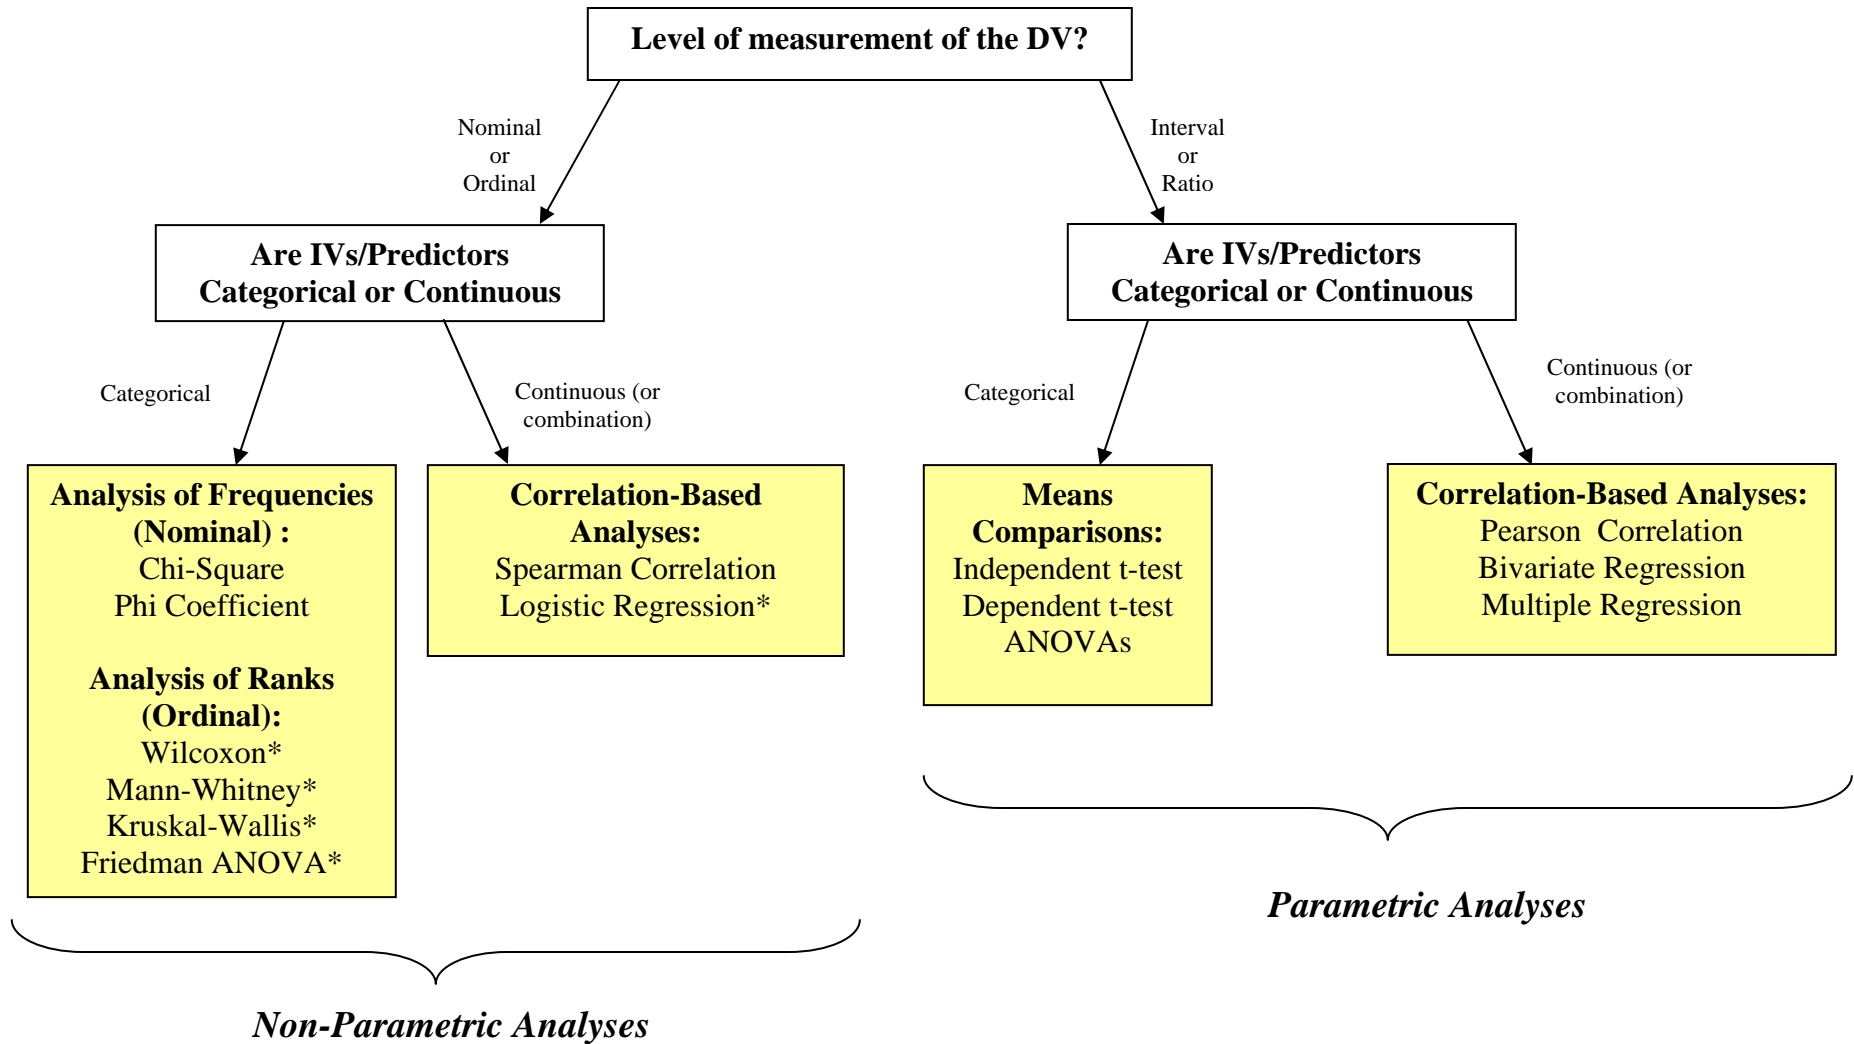 Level of measurement of the DV?
Nominal
or
Ordinal
Interval
or
Ratio
Are IVs/Predictors
Categorical or Continuous
Are IVs/Predictors
Categorical or Continuous
Categorical
Continuous (or
combination)
Categorical
Continuous (or
combination)
Analysis of Frequencies
(Nominal) :
Chi-Square
Phi Coefficient
Analysis of Ranks
(Ordinal):
Wilcoxon*
Mann-Whitney*
Kruskal-Wallis*
Friedman ANOVA*
Correlation-Based
Analyses:
Spearman Correlation
Logistic Regression*
Means
Comparisons:
Independent t-test
Dependent t-test
ANOVAs
Correlation-Based Analyses:
Pearson  Correlation
Bivariate Regression
Multiple Regression
Parametric Analyses
Non-Parametric Analyses